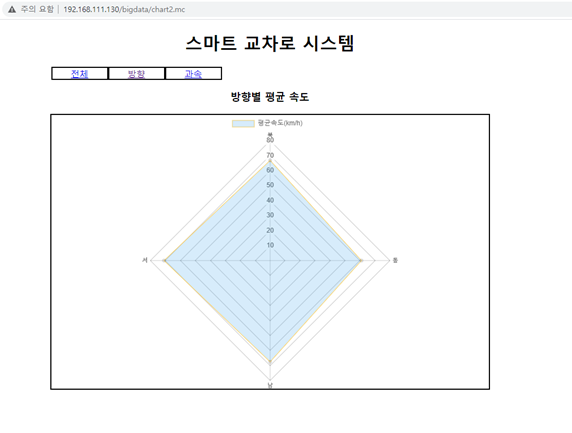 주의 요함 | 192.168.111.130/bigdata/chart2.mc
스마트 교차로 시스템
전체 방향 과속
방향별 평균 속도
평균속도(km/h)
북
80
70
60
50
40
30
20
10
서 동
남